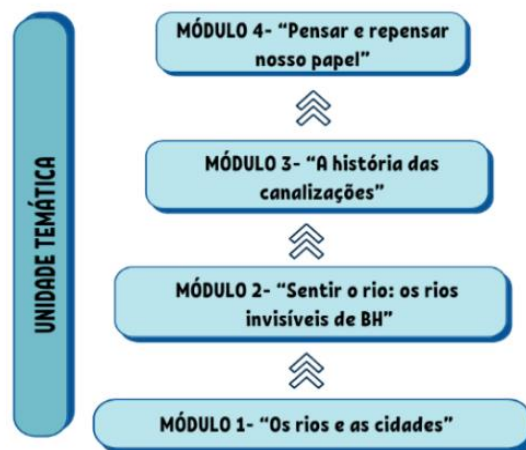 UNIDADE TEMÁTICA
MÓDULO 4- “Pensar e repensar
nosso papel”
MÓDULO 3- “A história das
canalizações”
MÓDULO 2- “Sentir o rio: os rios
invisíveis de BH”
MÓDULO 1- “Os rios e as cidades”